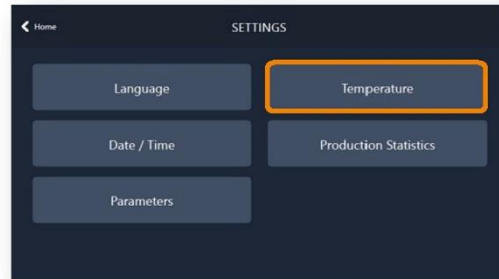 Home
SETTINGS
Language
Temperature
Date / Time
Production Statistics
Parameters